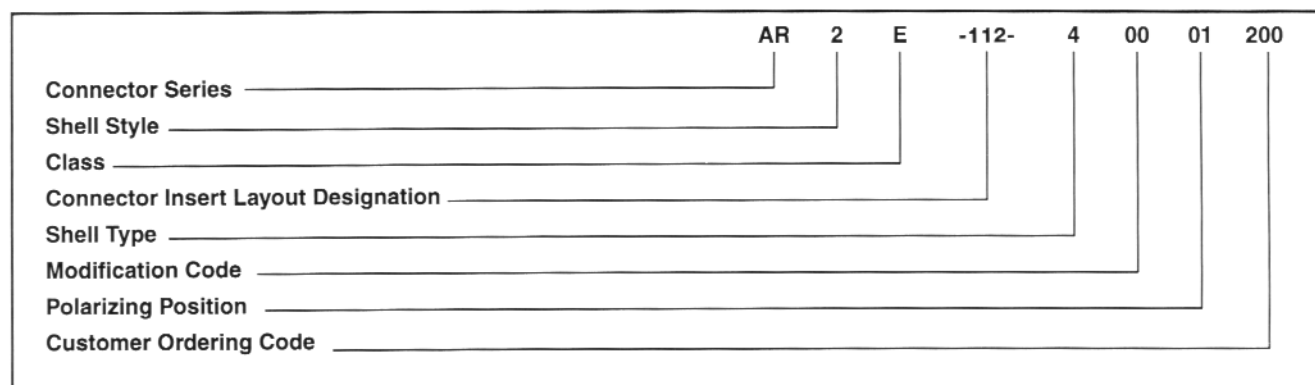 AR 2 E -112- 4 00 01 200
Connector Series
Shell Style
Class
Connector Insert Layout Designation
Shell Type
Modification Code
Polarizing Position
Customer Ordering Code